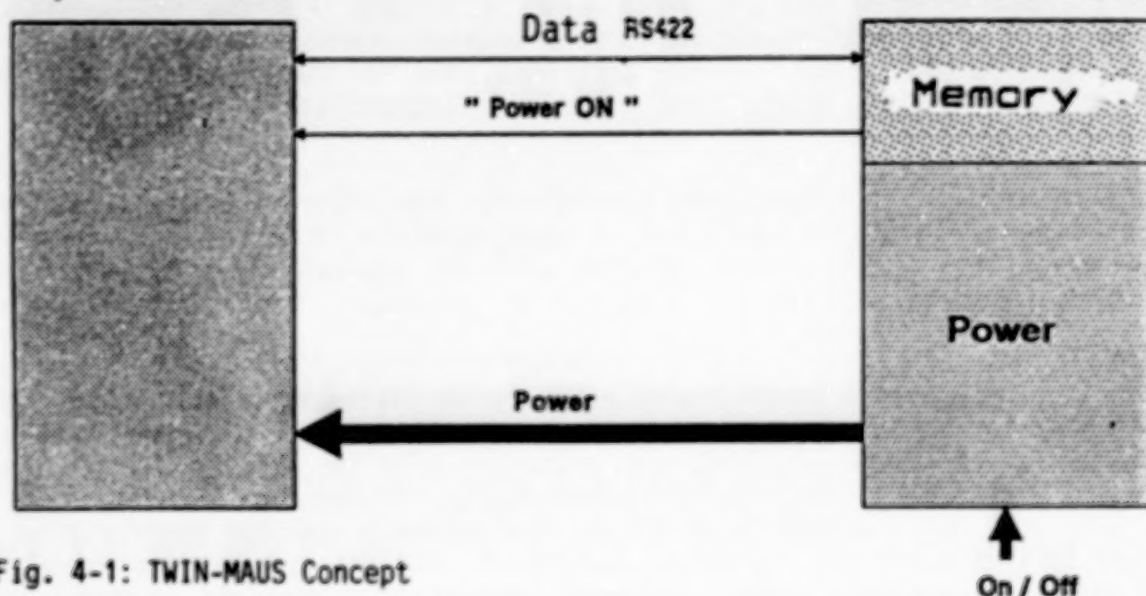 Data RS422
" Power ON "
Memory
Power
Power
Fig. 4-1: TWIN-MAUS Concept
On / Off